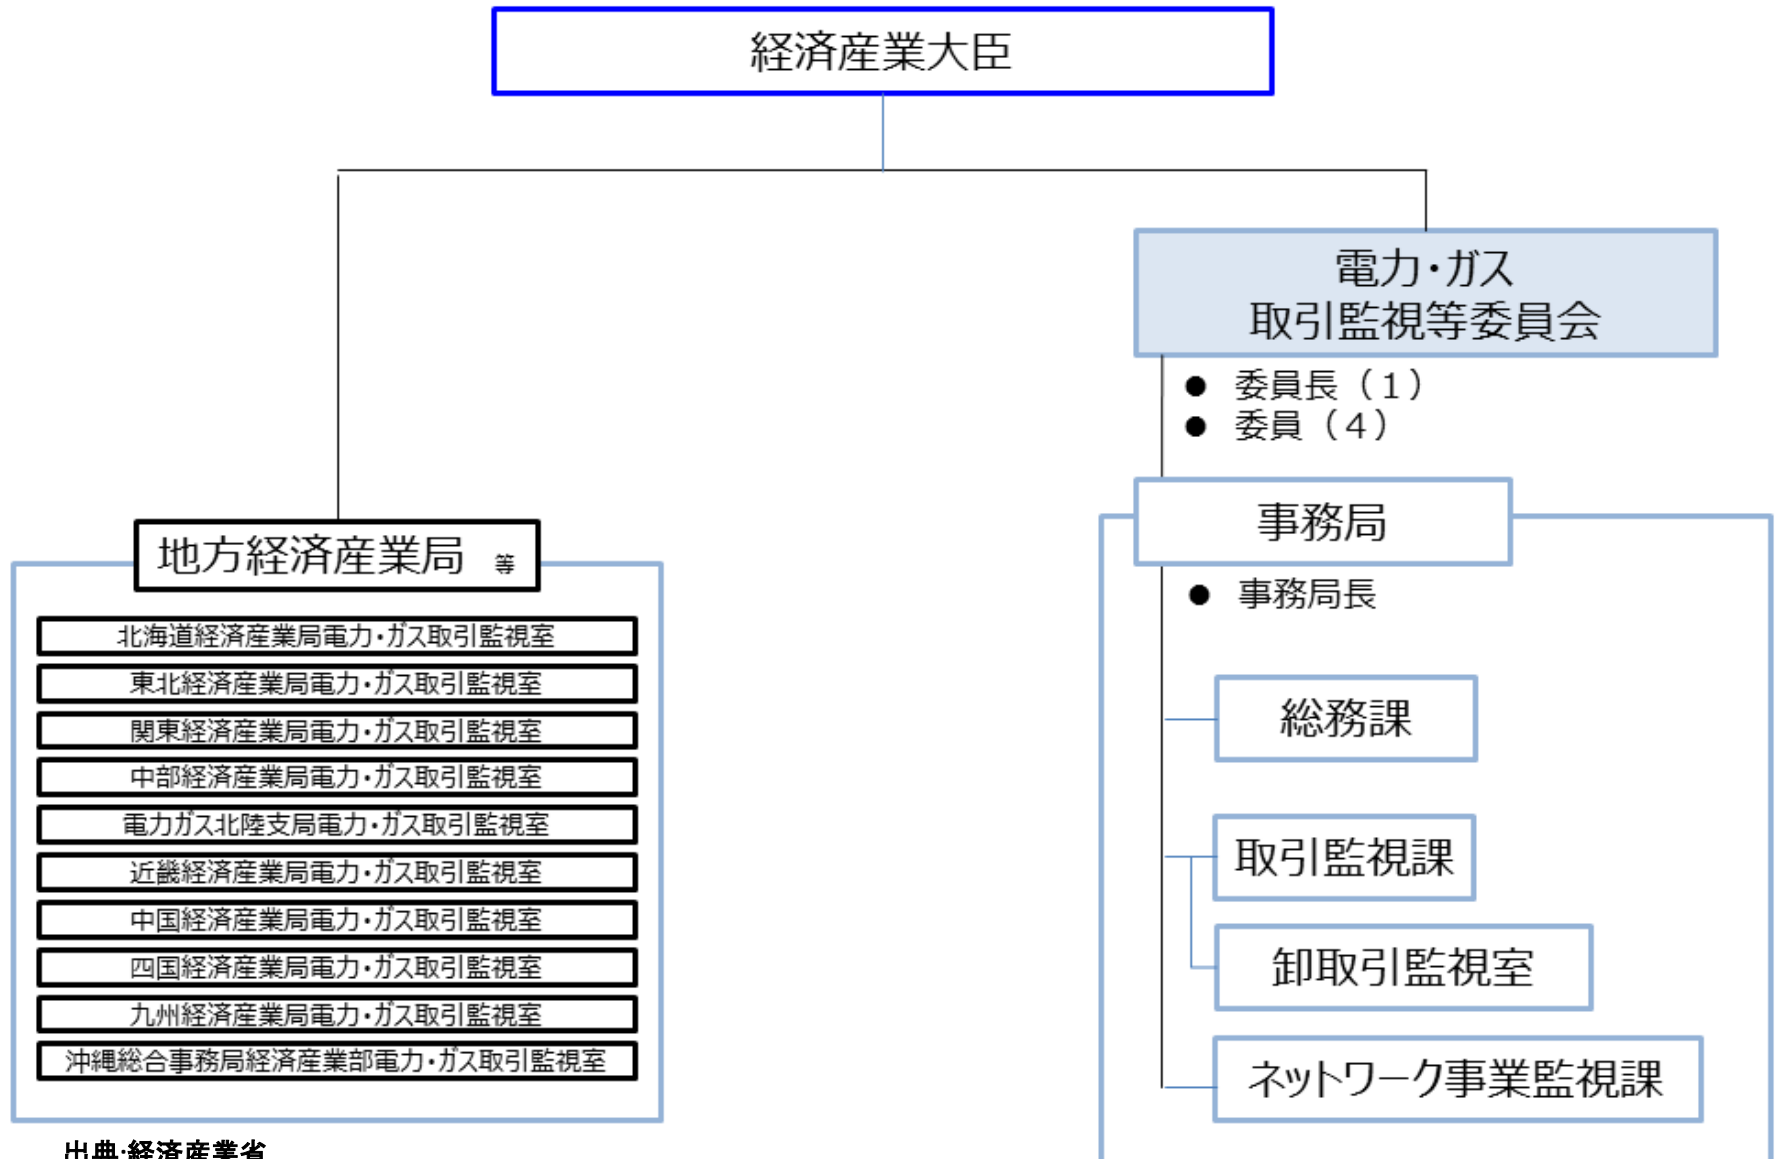 経済産業大臣
電力・ガス
取引監視等委員会
● 委員長（１）
● 委員（４）
事務局
● 事務局長
総務課
取引監視課
卸取引監視室
ネットワーク事業監視課
地方経済産業局 等
北海道経済産業局電力・ガス取引監視室
東北経済産業局電力・ガス取引監視室
関東経済産業局電力・ガス取引監視室
中部経済産業局電力・ガス取引監視室
電力ガス北陸支局電力・ガス取引監視室
近畿経済産業局電力・ガス取引監視室
中国経済産業局電力・ガス取引監視室
四国経済産業局電力・ガス取引監視室
九州経済産業局電力・ガス取引監視室
沖縄総合事務局経済産業部電力・ガス取引監視室
出典:経済産業省